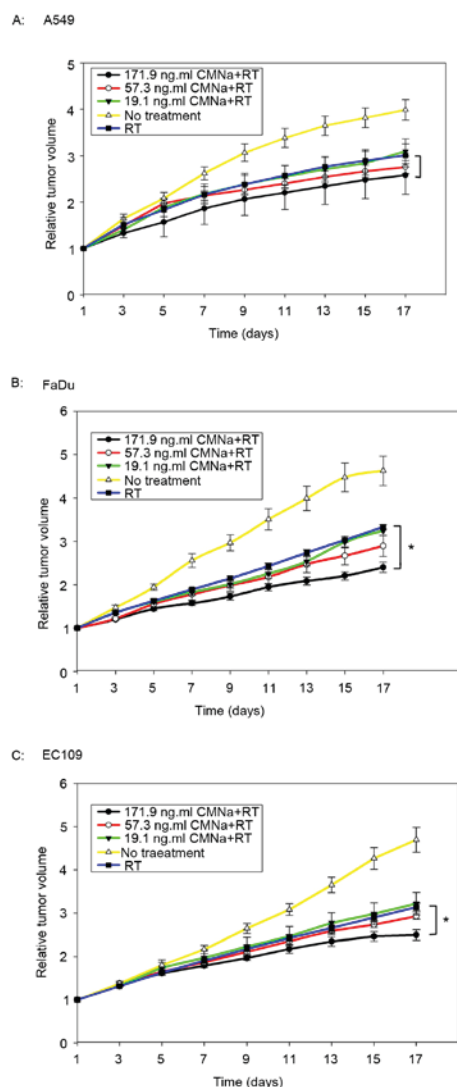 A: A549
5
4
3
2
1
0
Relative tumor volume
171.9 ng.ml CMNa+RT
57.3 ng.ml CMNa+RT
19.1 ng.ml CMNa+RT
No treatment
RT
1 3 5 7 9 11 13 15 17
Time (days)
B: FaDu
6
5
4
3
2
1
0
Relative tumor volume
171.9 ng.ml CMNa+RT
57.3 ng.ml CMNa+RT
19.1 ng.ml CMNa+RT
No treatment
RT
*
1 3 5 7 9 11 13 15 17
Time (days)
C: EC109
6
5
4
3
2
1
0
Relative tumor volume
171.9 ng.ml CMNa+RT
57.3 ng.ml CMNa+RT
19.1 ng.ml CMNa+RT
No traeatment
RT
*
1 3 5 7 9 11 13 15 17
Time (days)